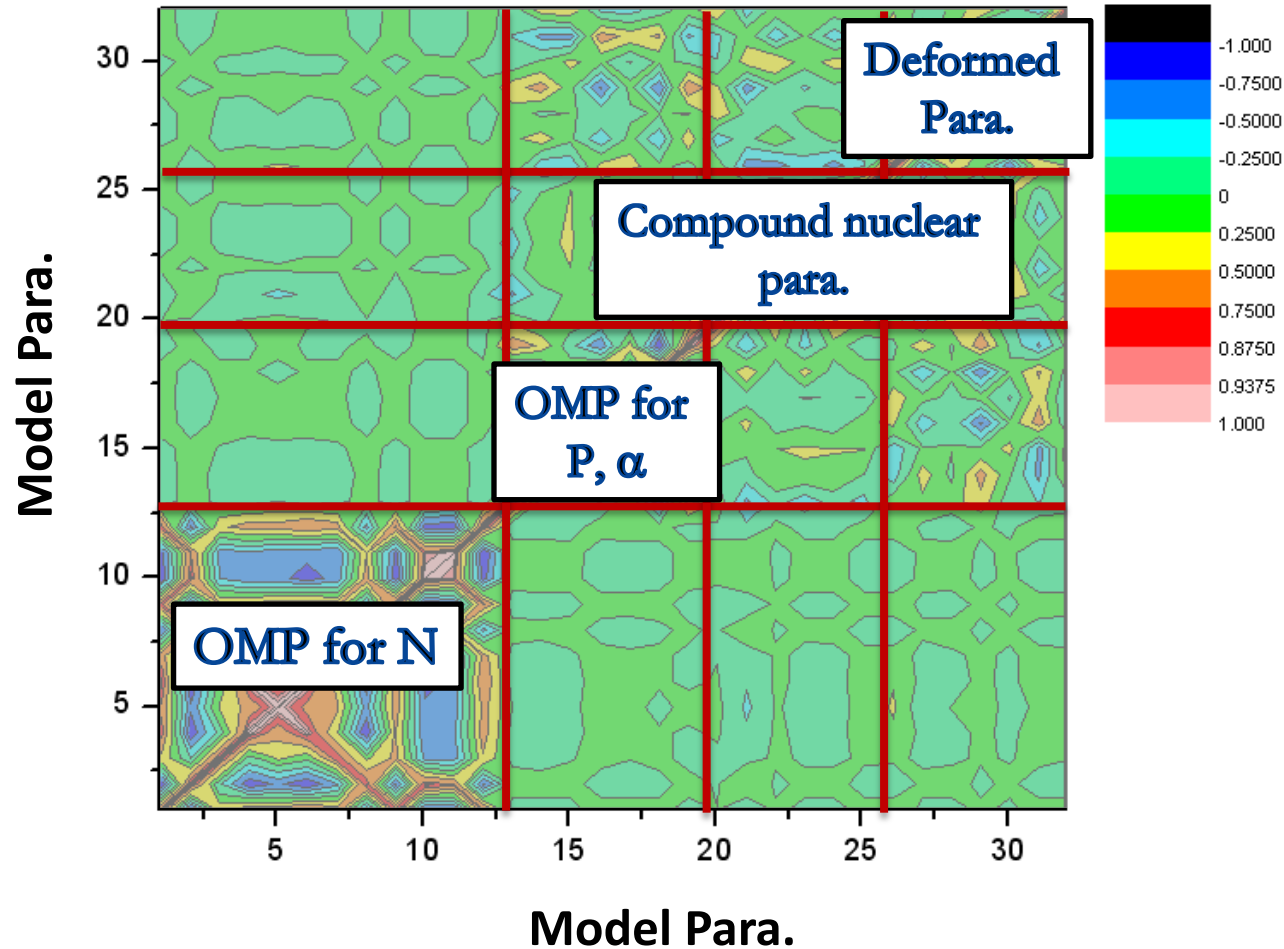 Deformed
Para.
Compound nuclear
para.
OMP for
P, α
OMP for N
30
25
20
15
10
5
Model Para.
5
10
15
20
25
30
Model Para.
-1.000
-0.7500
-0.5000
-0.2500
0
0.2500
0.5000
0.7500
0.8750
0.9375
1.000